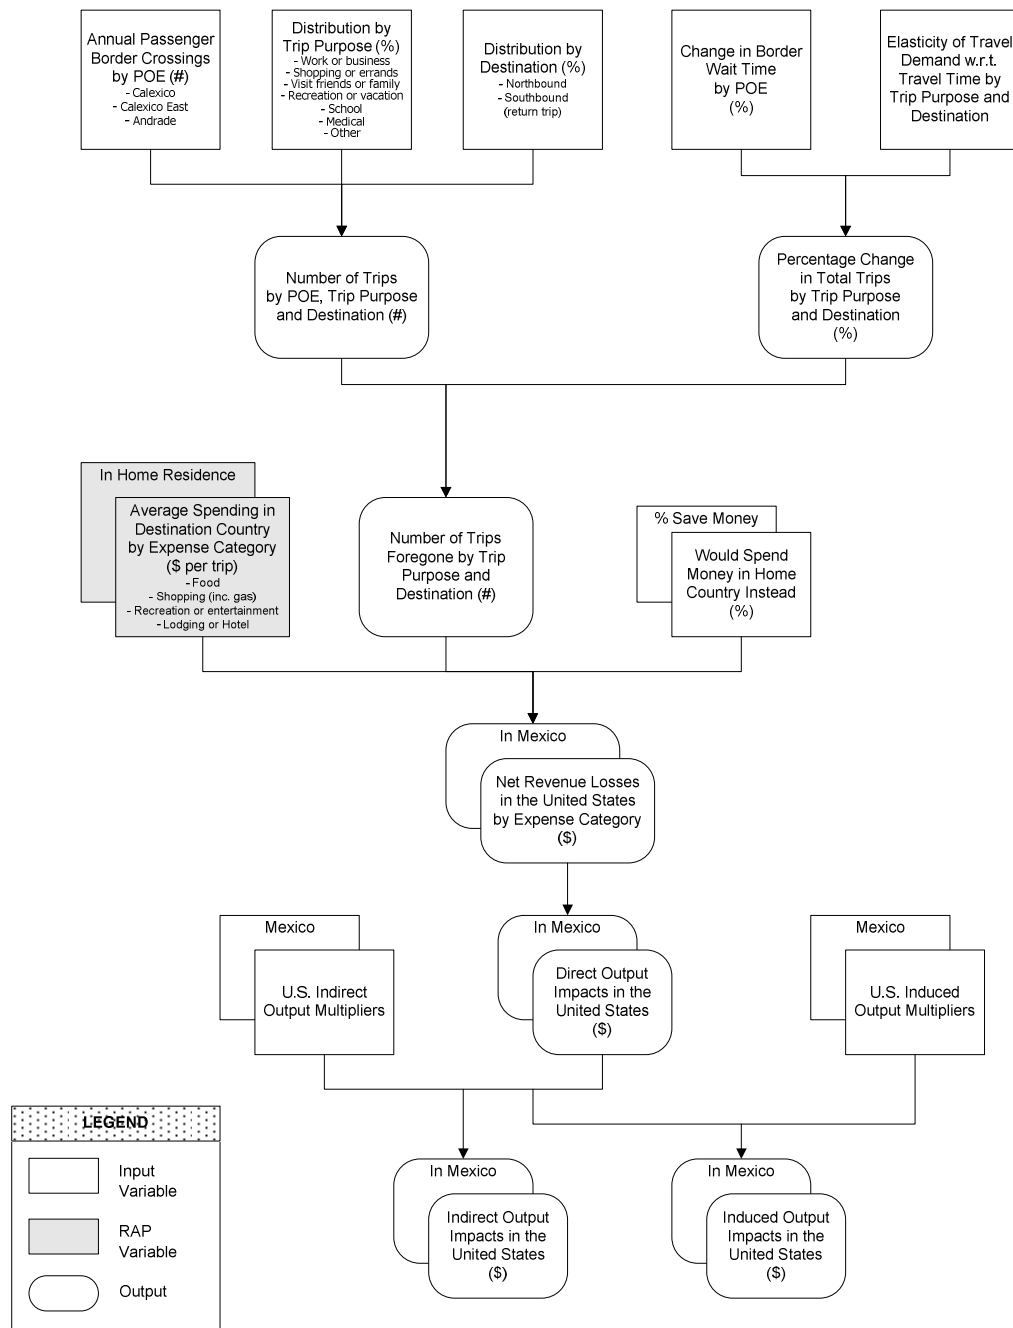 Annual Passenger
Border Crossings
by POE (#)
- Calexico
- Calexico East
- Andrade
Distribution by
Trip Purpose (%)
- Work or business
- Shopping or errands
- Visit friends or family
- Recreation or vacation
- School
- Medical
- Other
Distribution by
Destination (%)
- Northbound
- Southbound
(return trip)
Change in Border
Wait Time
by POE
(%)
Elasticity of Travel
Demand w.r.t.
Travel Time by
Trip Purpose and
Destination
Number of Trips
by POE, Trip Purpose
and Destination (#)
Percentage Change
in Total Trips
by Trip Purpose
and Destination
(%)
In Home Residence
Average Spending in
Destination Country
by Expense Category
($ per trip)
- Food
- Shopping (inc. gas)
- Recreation or entertainment
- Lodging or Hotel
Number of Trips
Foregone by Trip
Purpose and
Destination (#)
% Save Money
Would Spend
Money in Home
Country Instead
(%)
In Mexico
Net Revenue Losses
in the United States
by Expense Category
($)
Mexico
U.S. Indirect
Output Multipliers
In Mexico
Direct Output
Impacts in the
United States
($)
Mexico
U.S. Induced
Output Multipliers
LEGEND
Input
Variable
RAP
Variable
Output
In Mexico
Indirect Output
Impacts in the
United States
($)
In Mexico
Induced Output
Impacts in the
United States
($)